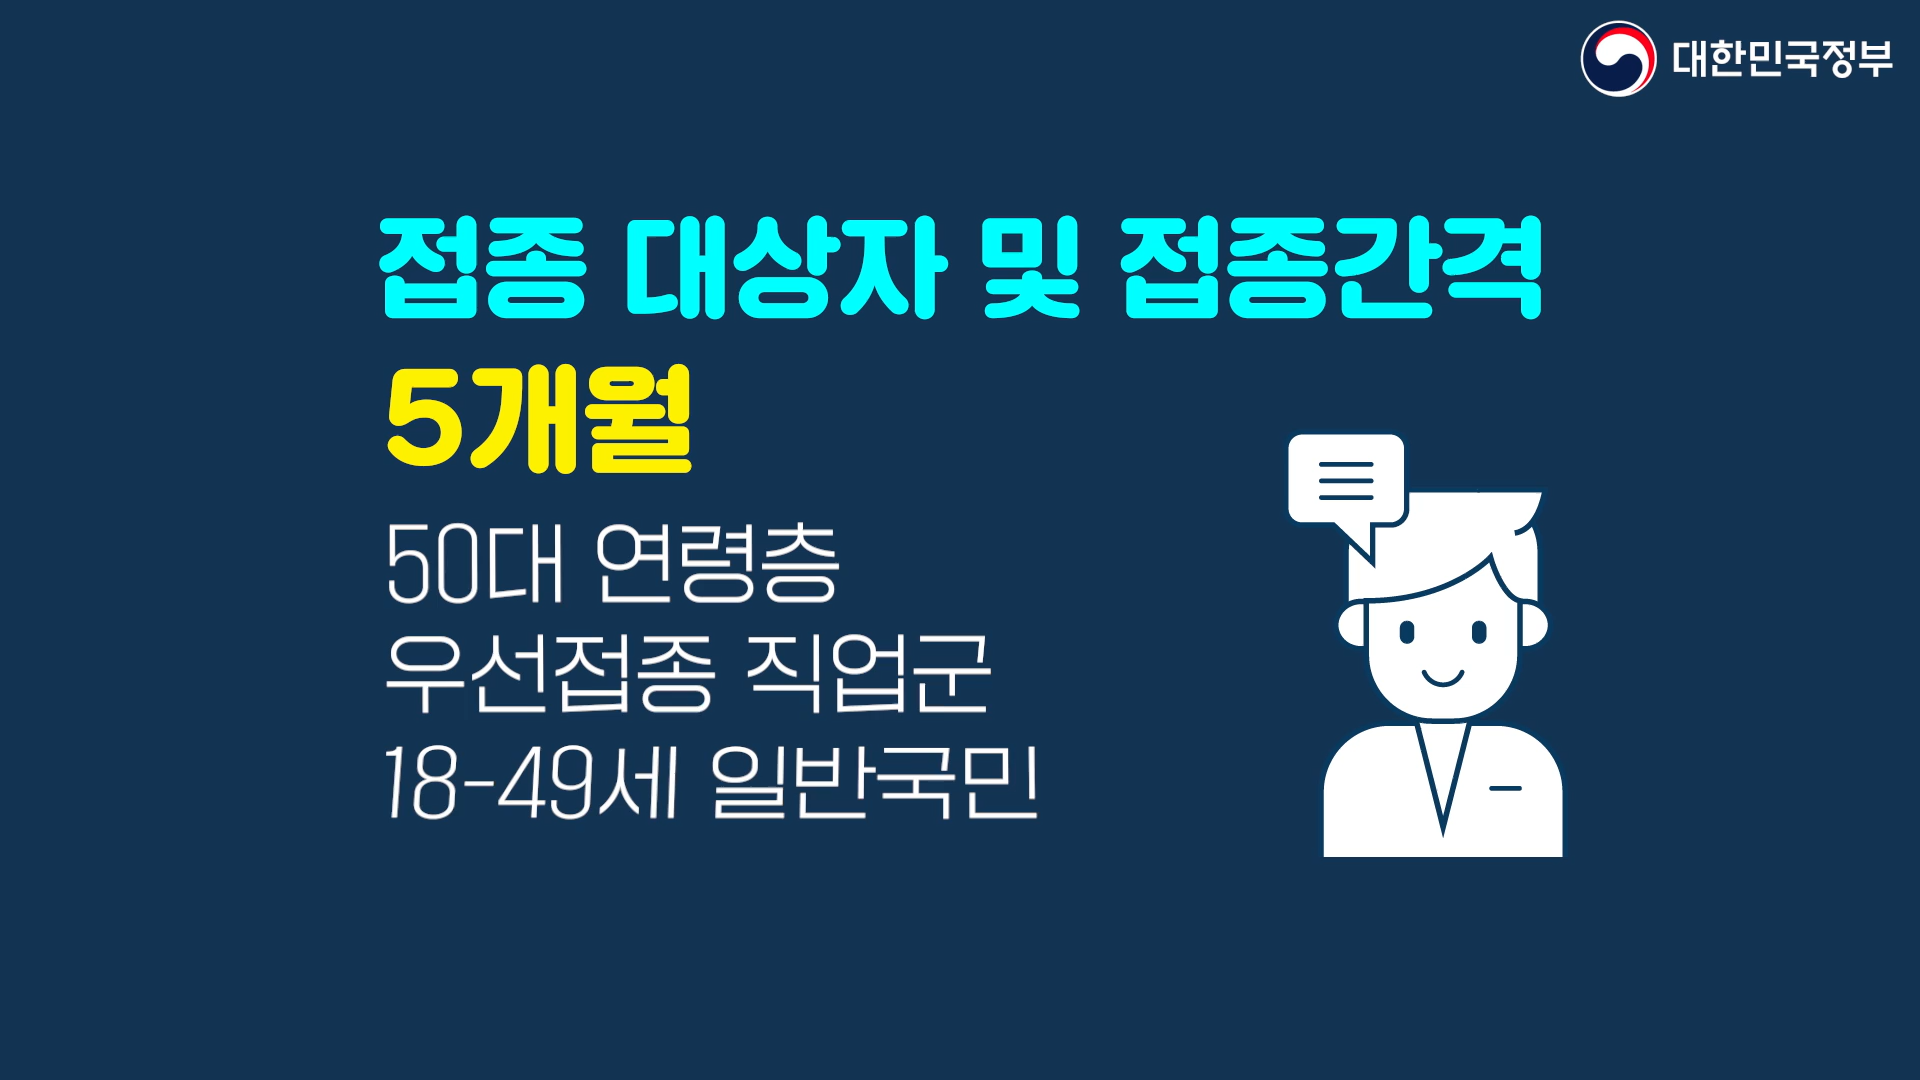 대한민국정부
접종 대상자 및 접종간격
5개월
50대 연령층
우선접종 직업군
18-49세 일반국민